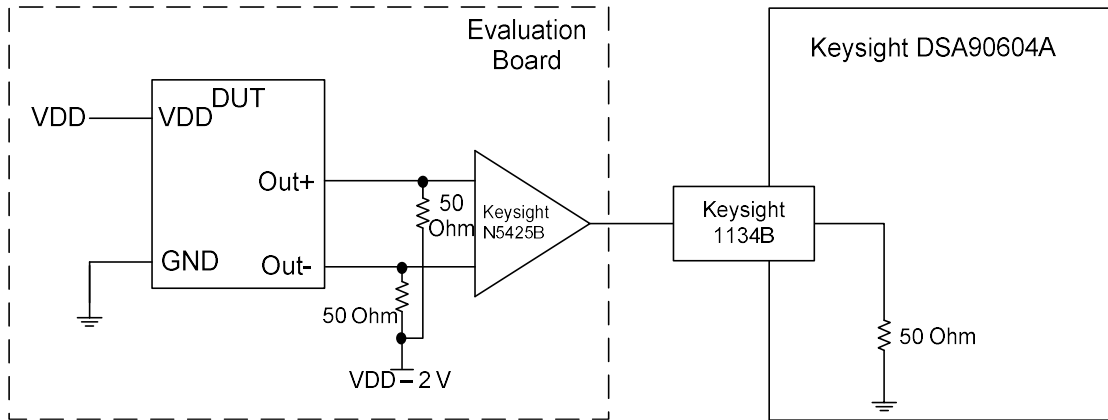 Evaluation
Board
Keysight DSA90604A
DUT
VDD
VDD
Out+
50
Ohm
Keysight
N5425B
Keysight
1134B
GND
Out-
50 Ohm
50 Ohm
VDD – 2 V